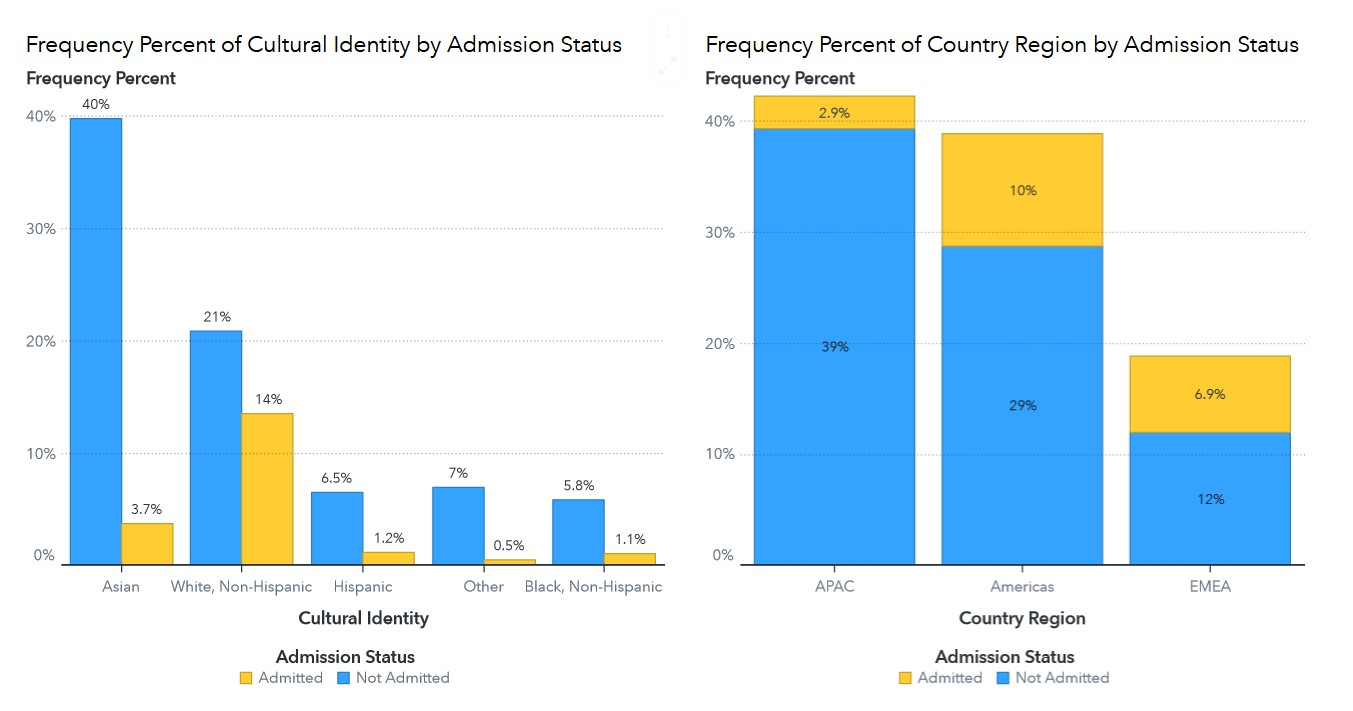 Frequency Percent of Cultural Identity by Admission Status
Frequency Percent
40%
30%
20%
10%
0%
40%
3.7%
21%
14%
6.5%
1.2%
7%
0.5%
5.8%
1.1%
Asian
White, Non-Hispanic
Hispanic
Other
Black, Non-Hispanic
Cultural Identity
Admission Status
Admitted
Not Admitted
Frequency Percent of Country Region by Admission Status
Frequency Percent
40%
30%
20%
10%
0%
2.9%
39%
10%
29%
6.9%
12%
APAC
Americas
EMEA
Country Region
Admission Status
Admitted
Not Admitted